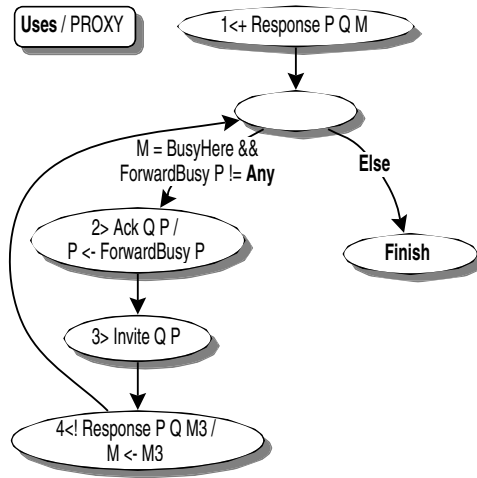 Uses / PROXY
1<+ Response P Q M
M = BusyHere &&
ForwardBusy P != Any
Else
2> Ack Q P /
P <- ForwardBusy P
Finish
3> Invite Q P
4<! Response P Q M3 /
M <- M3